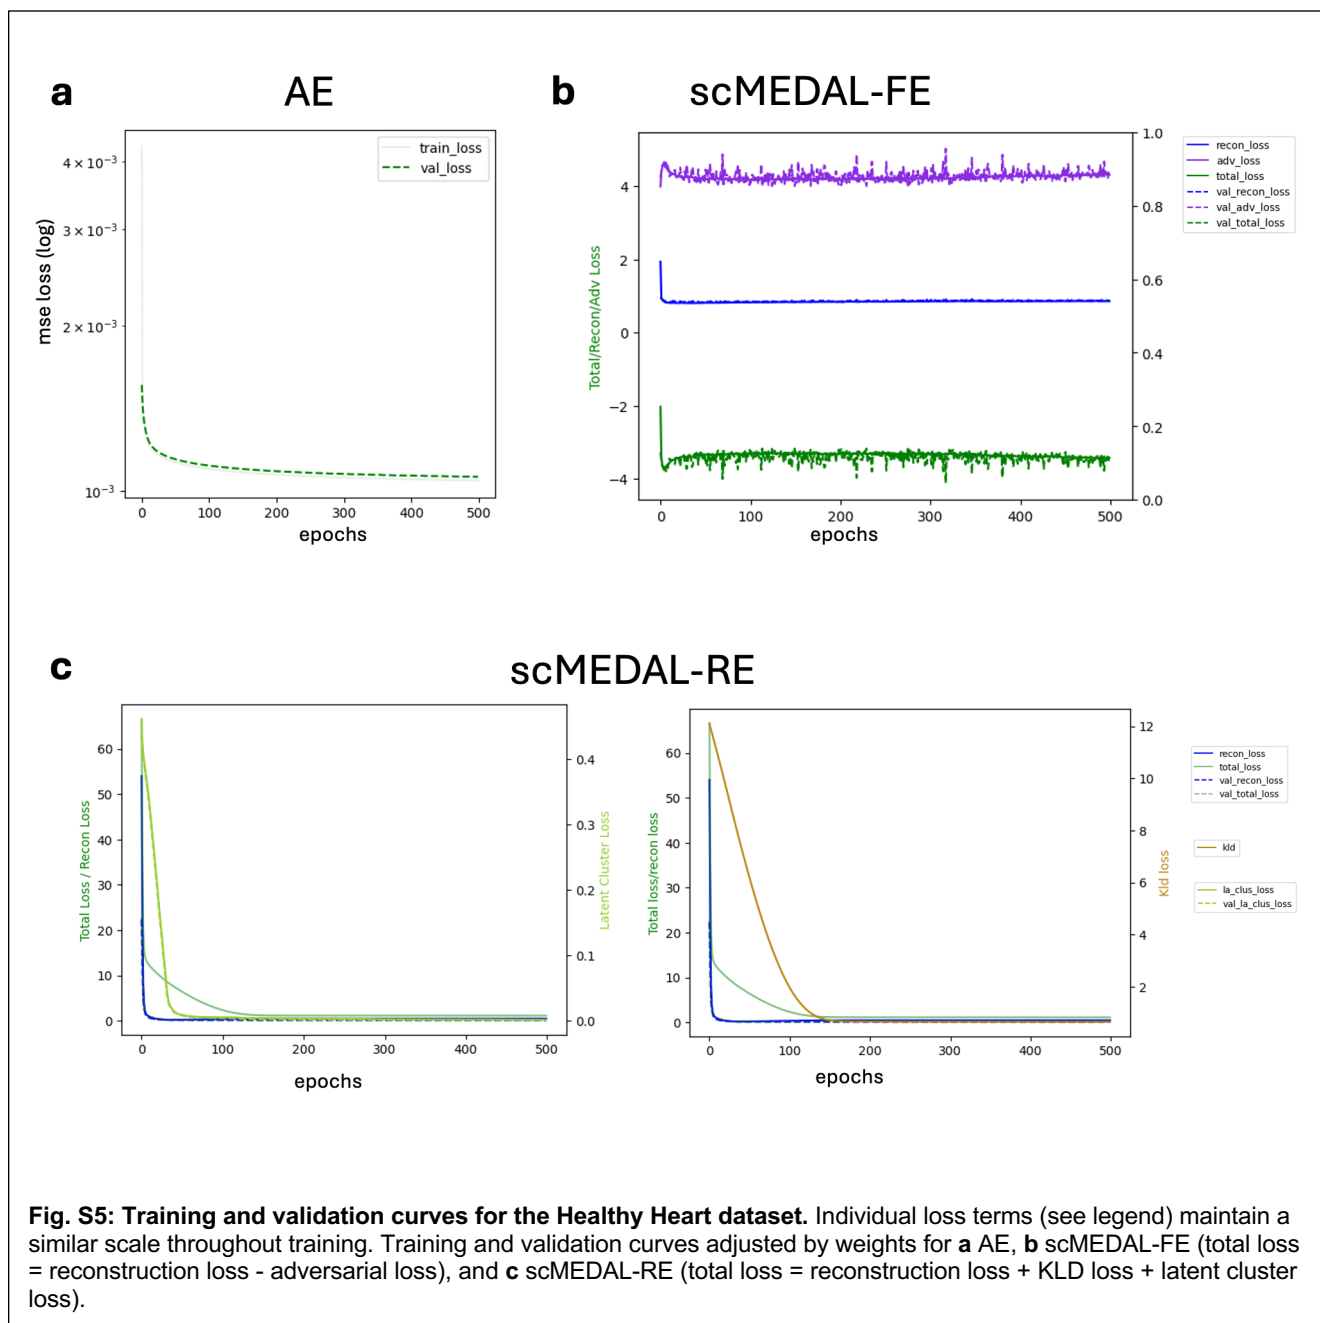 a
AE
4 × 10⁻³
3 × 10⁻³
2 × 10⁻³
10⁻³
mse loss (log)
train_loss
val_loss
0 100 200 300 400 500
epochs
b
scMEDAL-FE
4
2
0
−2
−4
Total/Recon/Adv Loss
1.0
0.8
0.6
0.4
0.2
0.0
0 100 200 300 400 500
epochs
recon_loss
adv_loss
total_loss
val_recon_loss
val_adv_loss
val_total_loss
c
scMEDAL-RE
60
50
40
30
20
10
0
Total Loss / Recon Loss
0.4
0.3
0.2
0.1
0.0
Latent Cluster Loss
0 100 200 300 400 500
epochs
60
50
40
30
20
10
0
Total loss/recon loss
12
10
8
6
4
2
Kld loss
0 100 200 300 400 500
epochs
recon_loss
total_loss
val_recon_loss
val_total_loss
kld
la_clus_loss
val_la_clus_loss
Fig. S5: Training and validation curves for the Healthy Heart dataset. Individual loss terms (see legend) maintain a
similar scale throughout training. Training and validation curves adjusted by weights for a AE, b scMEDAL-FE (total loss
= reconstruction loss - adversarial loss), and c scMEDAL-RE (total loss = reconstruction loss + KLD loss + latent cluster
loss).